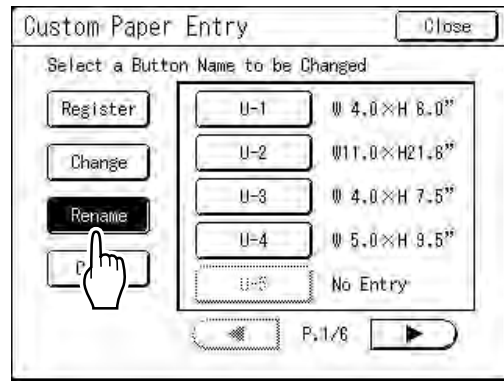 Custom Paper Entry Close
Select a Button Name to be Changed
Register U-1 W 4.0×H 6.0"
Change U-2 W11.0×H21.6"
Rename U-3 W 4.0×H 7.5"
U-4 W 5.0×H 9.5"
U-5 No Entry
P.1/6